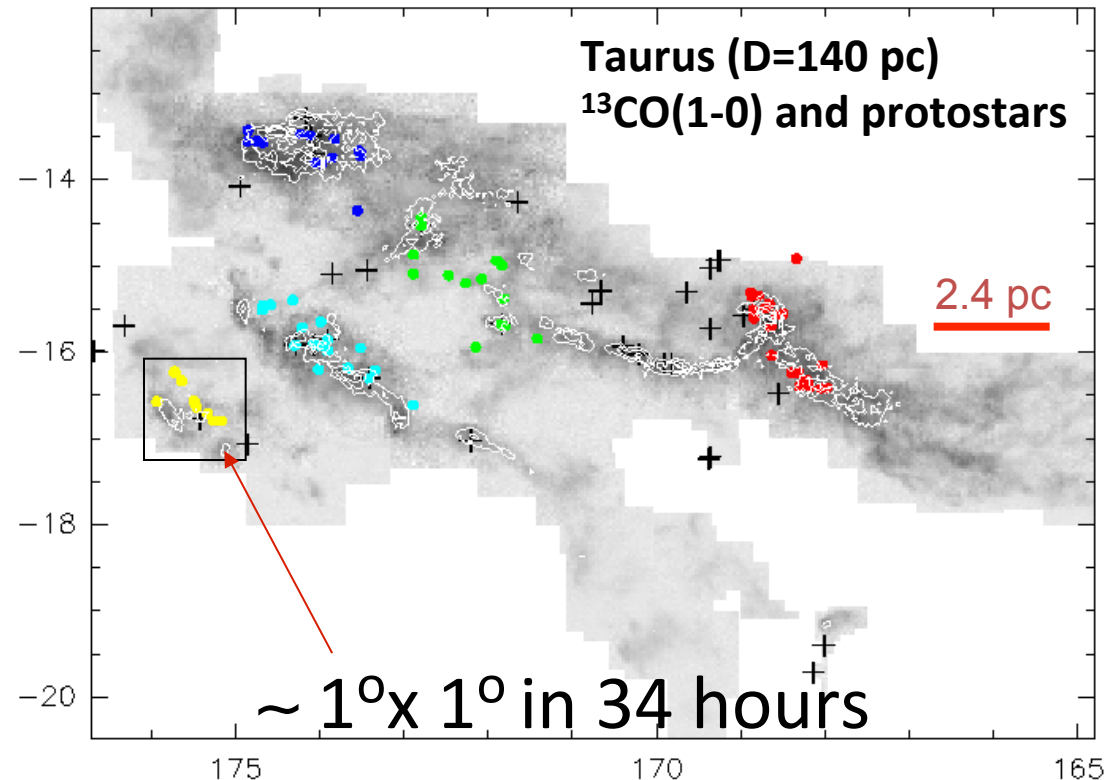 Taurus (D=140 pc)
¹³CO(1-0) and protostars
−14
2.4 pc
−16
−18
~ 1ᵒx 1ᵒ in 34 hours
−20
175
170
165